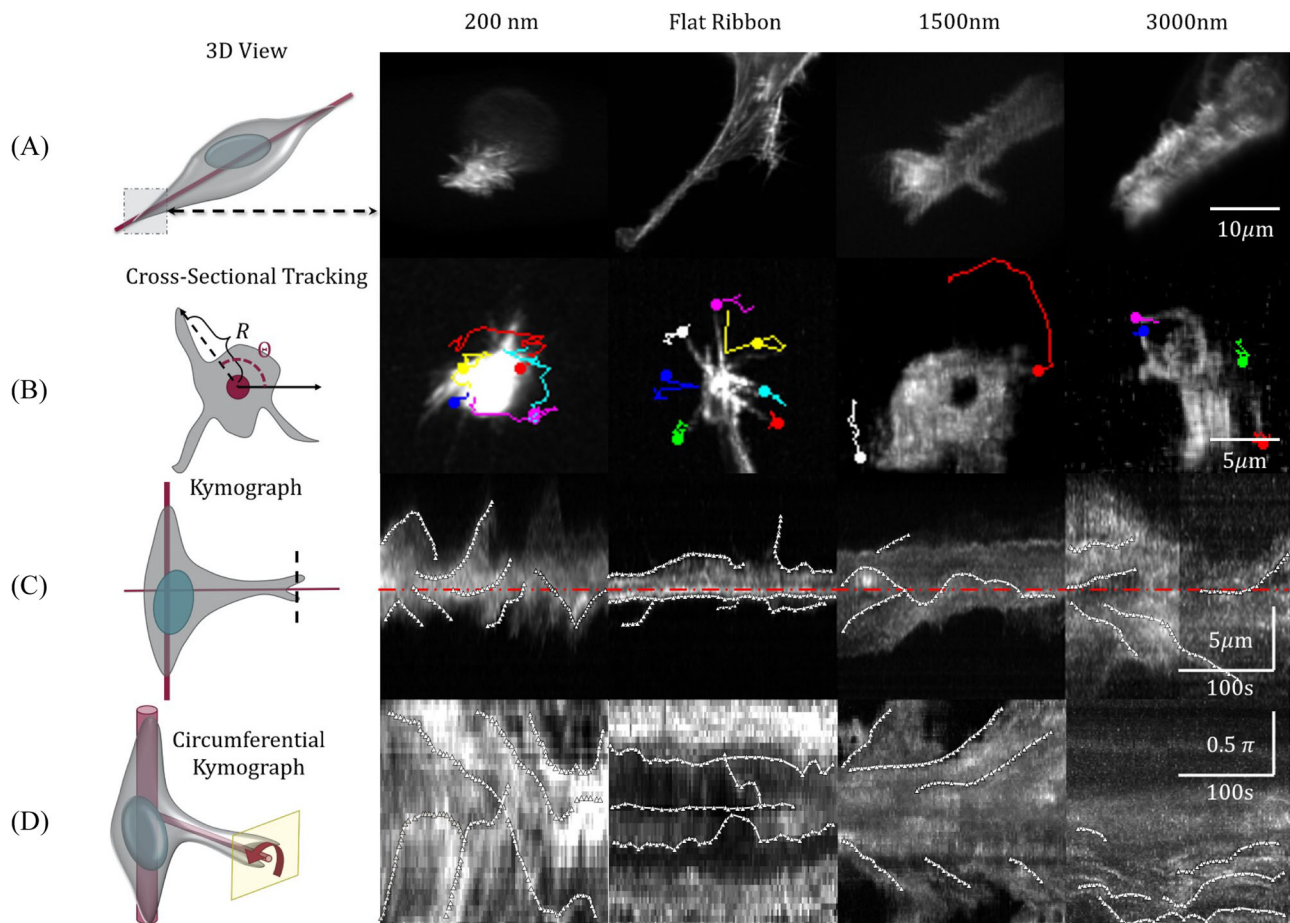 200 nm
Flat Ribbon
1500nm
3000nm
3D View
(A)
10μm
Cross-Sectional Tracking
R
Θ
(B)
5μm
Kymograph
(C)
5μm
100s
Circumferential
Kymograph
0.5 π
100s
(D)